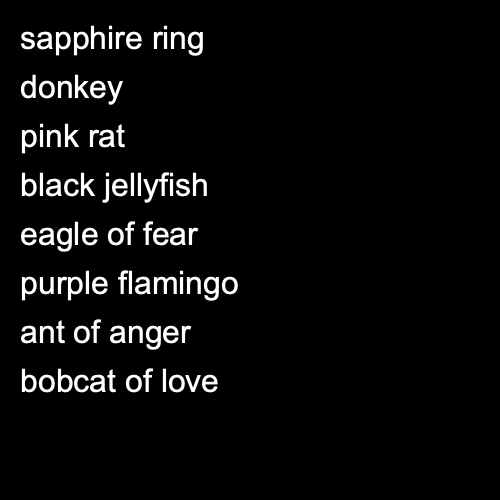 sapphire ring
donkey
pink rat
black jellyfish
eagle of fear
purple flamingo
ant of anger
bobcat of love